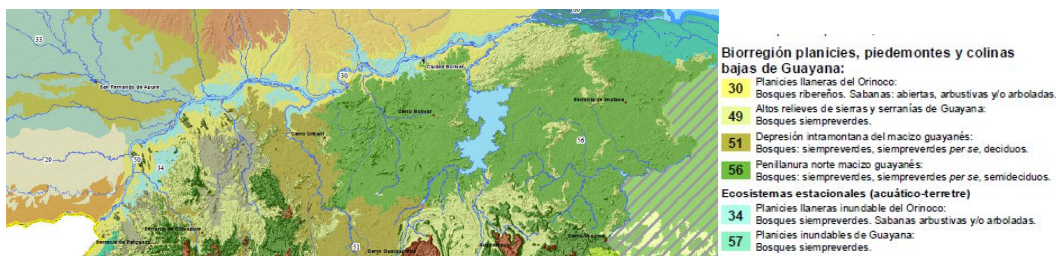 33
60
San Fernando de Apure
30
Ciudad Bolívar
Cerro Bolívar
Serranía de Imataca
Cerro Urbaní
56
29
50
34
51
Cerro Guaiquinima
Biorregión planicies, piedemontes y colinas
bajas de Guayana:
30 Planicies llaneras del Orinoco:
Bosques ribereños. Sabanas: abiertas, arbustivas y/o arboladas.
49 Altos relieves de sierras y serranías de Guayana:
Bosques siempreverdes.
51 Depresión intramontana del macizo guayanés:
Bosques: siempreverdes, siempreverdes per se, deciduos.
56 Penillanura norte macizo guayanés:
Bosques: siempreverdes, siempreverdes per se, semideciduos.
Ecosistemas estacionales (acuático-terretre)
34 Planicies llaneras inundable del Orinoco:
Bosques siempreverdes. Sabanas arbustivas y/o arboladas.
57 Planicies inundables de Guayana:
Bosques siempreverdes.